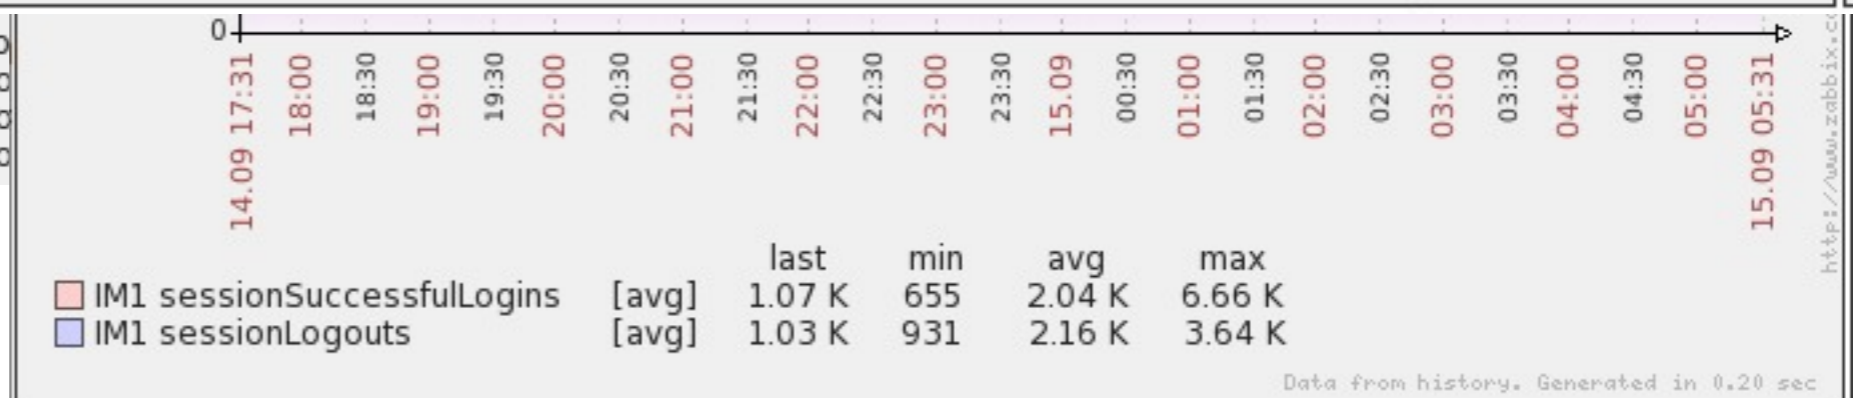 0
14.09 17:31 18:00 18:30 19:00 19:30 20:00 20:30 21:00 21:30 22:00 22:30 23:00 23:30 15.09 00:30 01:00 01:30 02:00 02:30 03:00 03:30 04:00 04:30 05:00 15.09 05:31
last min avg max
IM1 sessionSuccessfulLogins [avg] 1.07 K 655 2.04 K 6.66 K
IM1 sessionLogouts [avg] 1.03 K 931 2.16 K 3.64 K
Data from history. Generated in 0.20 sec